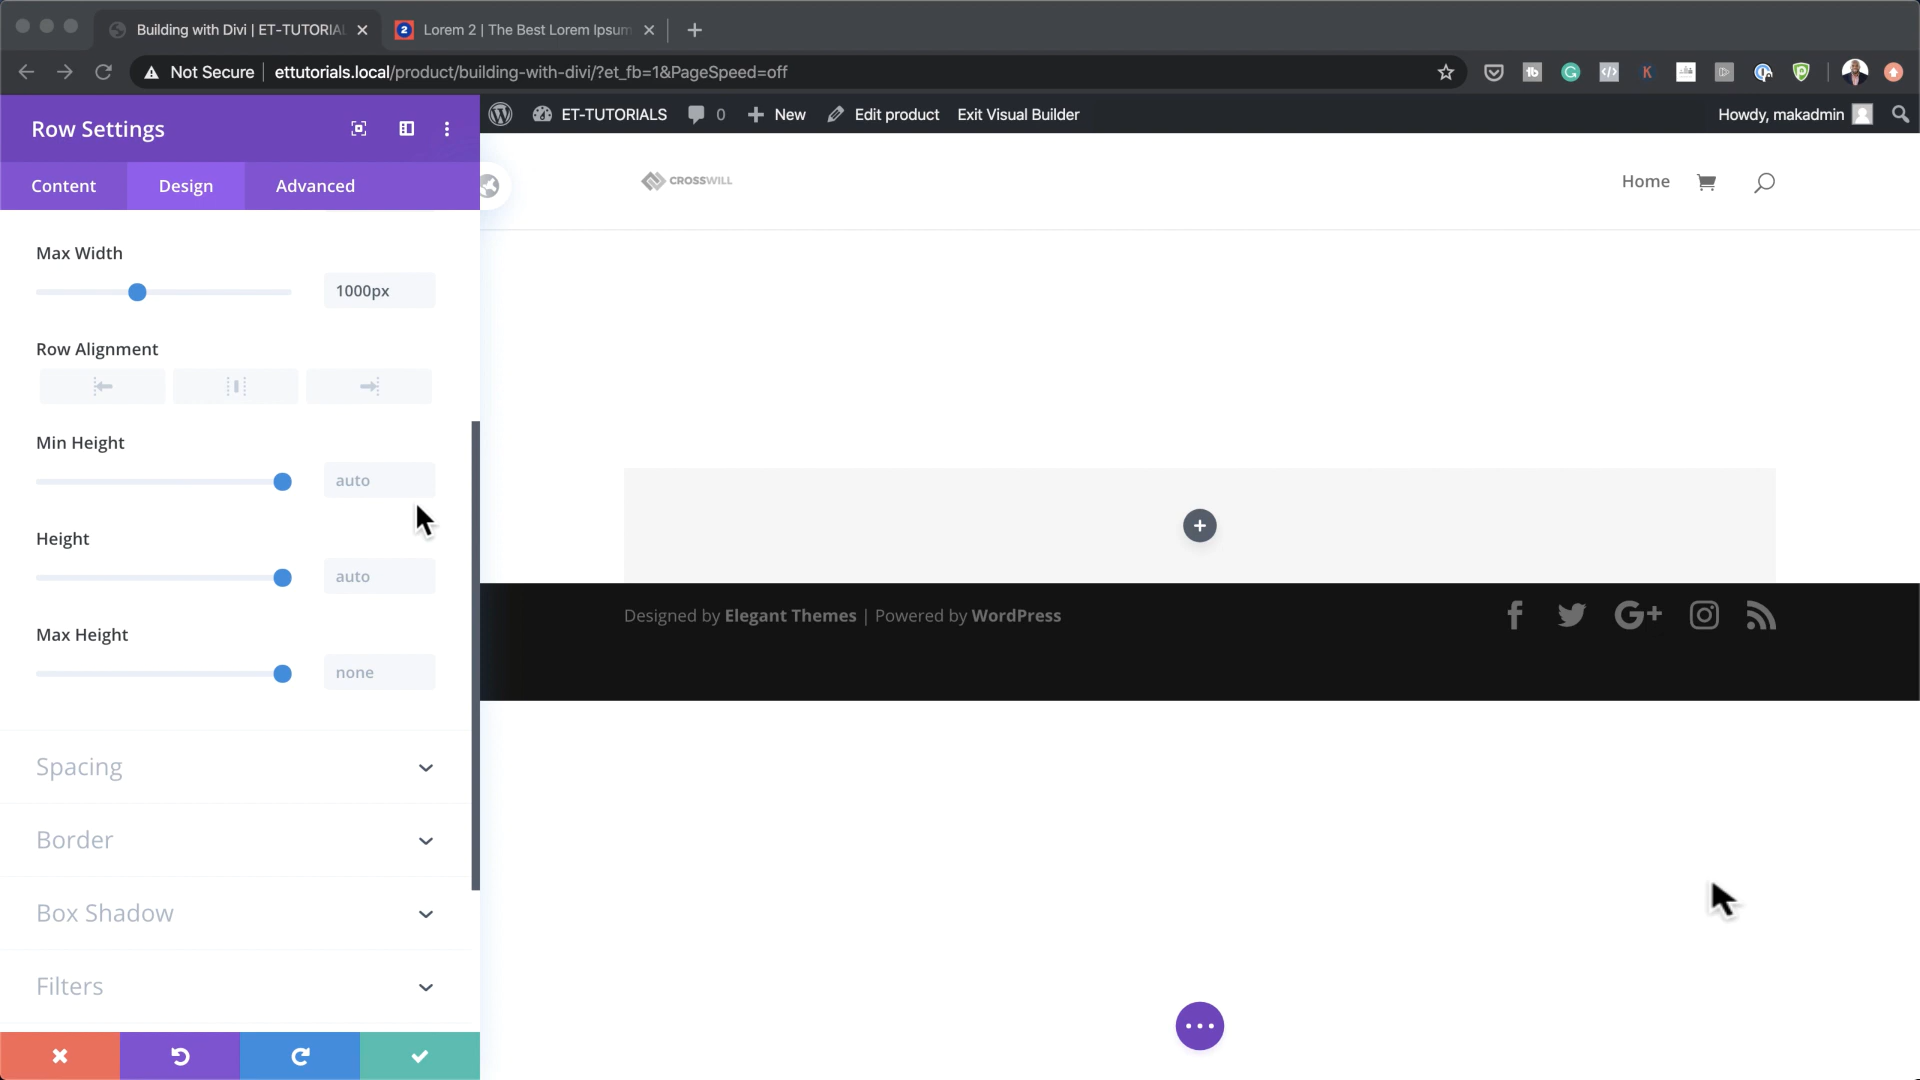 Building with Divi | ET-TUTORIA
Lorem 2 | The Best Lorem Ipsum
Not Secure
ettutorials.local/product/building-with-divi/?et_fb=1&PageSpeed=off
ET-TUTORIALS
0
New
Edit product
Exit Visual Builder
Howdy, makadmin
Row Settings
Content
Design
Advanced
CROSSWILL
Home
Max Width
1000px
Row Alignment
Min Height
auto
Height
auto
Max Height
none
Designed by Elegant Themes | Powered by WordPress
Spacing
Border
Box Shadow
Filters